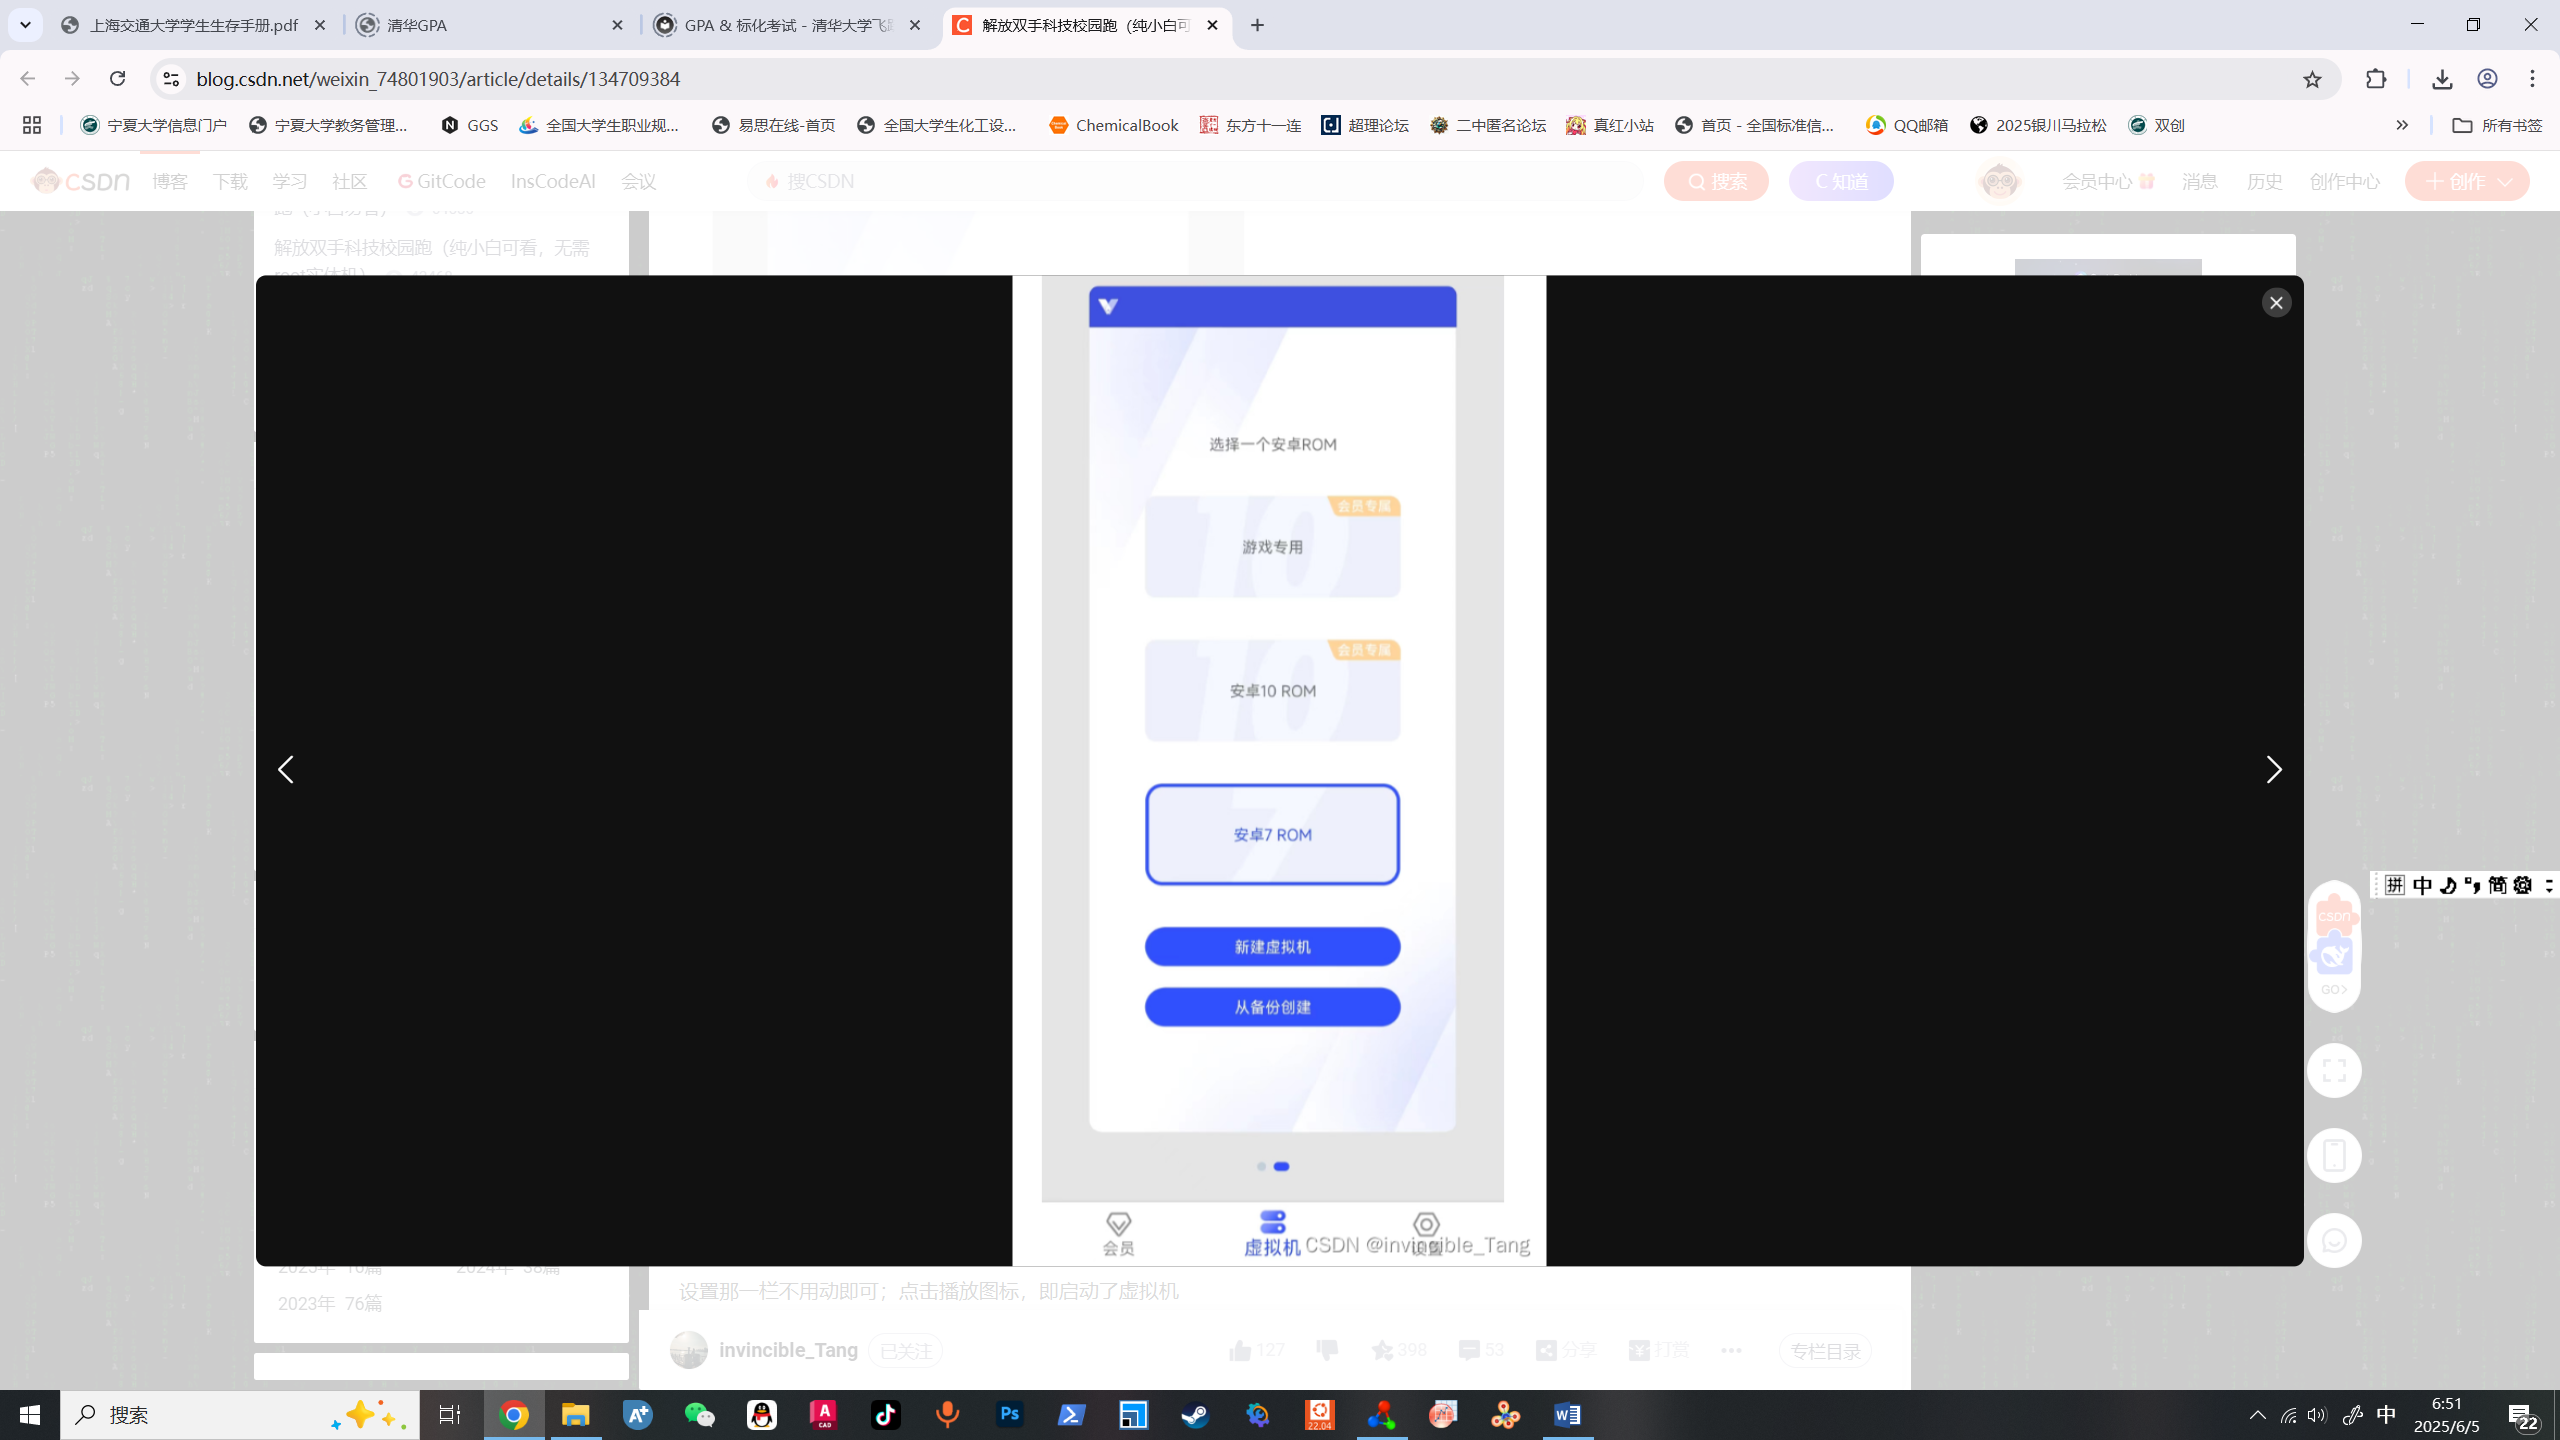 上海交通大学学生生存手册.pdf
清华GPA
GPA & 标化考试 - 清华大学飞
解放双手科技校园跑（纯小白可
blog.csdn.net/weixin_74801903/article/details/134709384
宁夏大学信息门户
宁夏大学教务管理...
GGS
全国大学生职业规...
易思在线-首页
全国大学生化工设...
ChemicalBook
东方十一连
超理论坛
二中匿名论坛
真红小站
首页 - 全国标准信...
QQ邮箱
2025银川马拉松
双创
所有书签
CSDN
博客
下载
学习
社区
GitCode
InsCodeAI
会议
搜CSDN
搜索
C 知道
会员中心
消息
历史
创作中心
创作
解放双手科技校园跑（纯小白可看，无需
选择一个安卓ROM
会员专属
游戏专用
会员专属
安卓10 ROM
安卓7 ROM
新建虚拟机
从备份创建
会员
虚拟机
设置
CSDN @invincible_Tang
拼 中 简
CSDN
GO>
2023年 76篇
设置那一栏不用动即可；点击播放图标，即启动了虚拟机
invincible_Tang
已关注
127
398
53
分享
打赏
专栏目录
搜索
22.04
中
6:51
2025/6/5
22